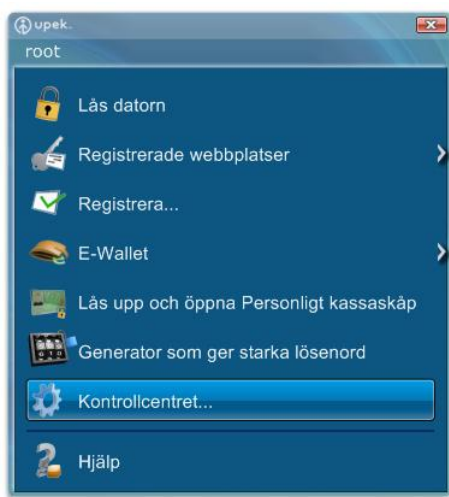 upek
root
Lås datorn
Registrerade webbplatser
Registrera...
E-Wallet
Lås upp och öppna Personligt kassaskåp
Generator som ger starka lösenord
Kontrollcentret...
Hjälp